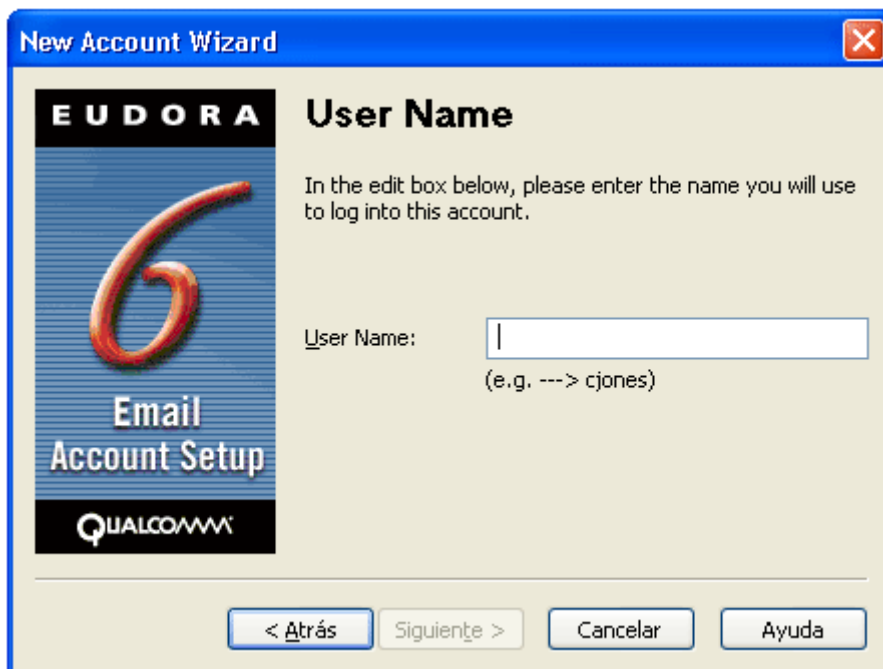 New Account Wizard
EUDORA
6
Email
Account Setup
QUALCOMM
User Name
In the edit box below, please enter the name you will use
to log into this account.
User Name:
(e.g. ---> cjones)
< Atrás
Siguiente >
Cancelar
Ayuda